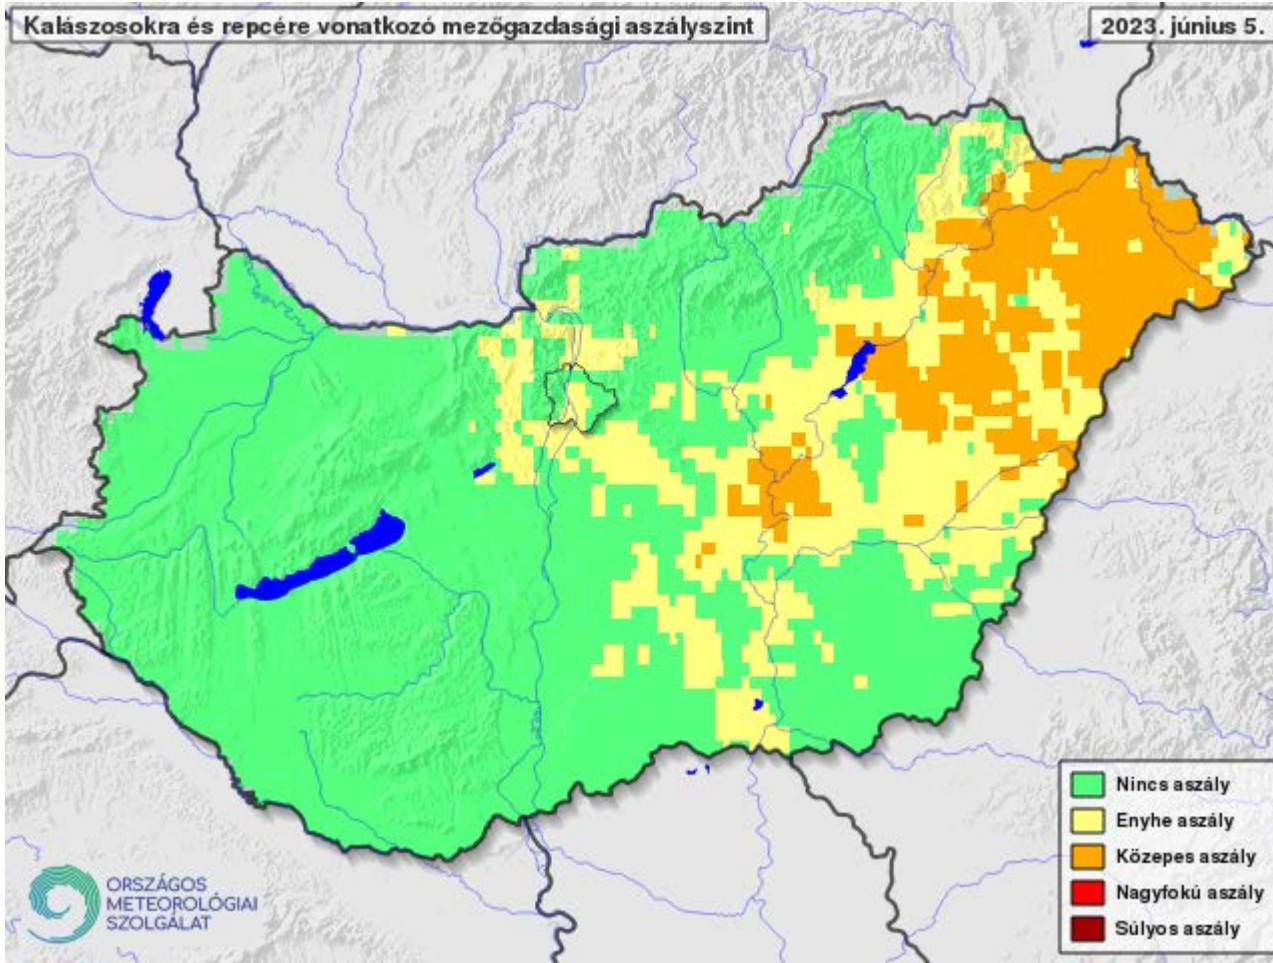 Kalászosokra és repcére vonatkozó mezőgazdasági aszályszint
2023. június 5.
Nincs aszály
Enyhe aszály
Közepes aszály
Nagyfokú aszály
Súlyos aszály
ORSZÁGOS
METEOROLÓGIAI
SZOLGÁLAT